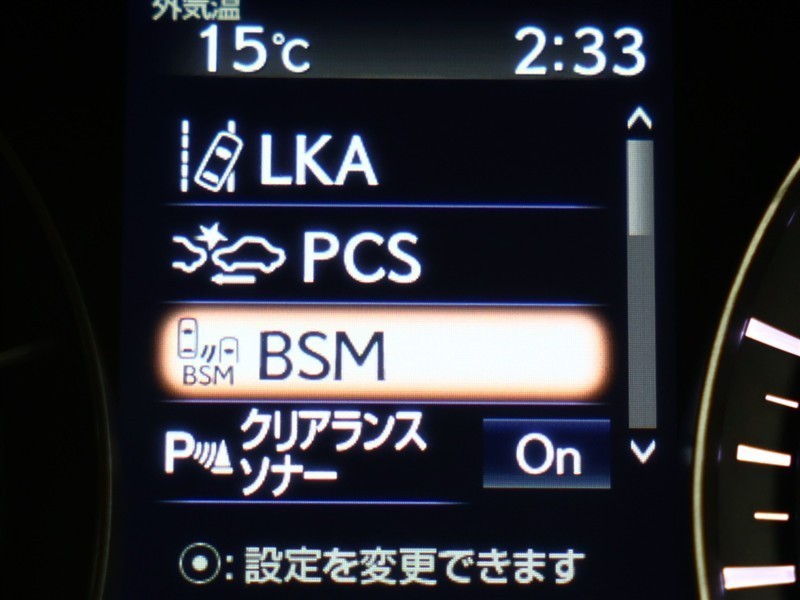 外気温
15℃ 2:33
LKA
PCS
BSM BSM
P クリアランス
ソナー On
⦿: 設定を変更できます